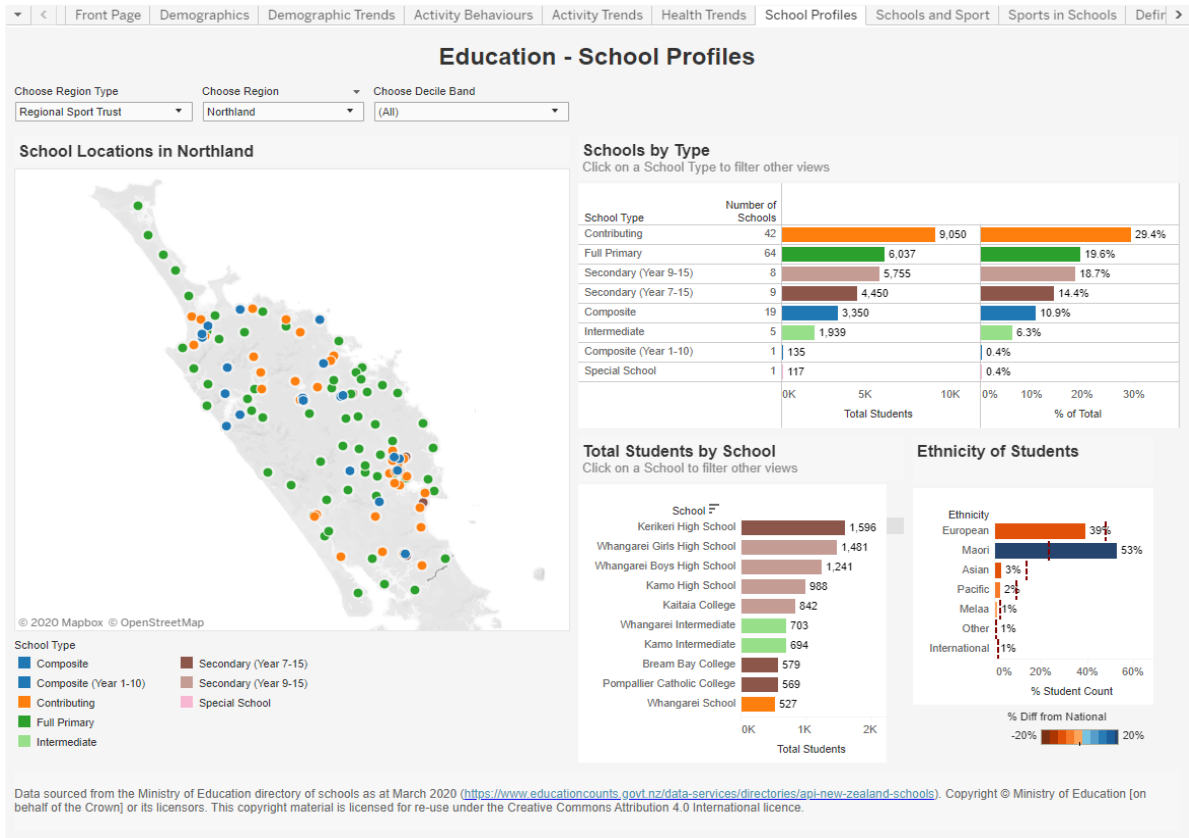 Front Page
Demographics
Demographic Trends
Activity Behaviours
Activity Trends
Health Trends
School Profiles
Schools and Sport
Sports in Schools
Defin
Education - School Profiles
Choose Region Type
Choose Region
Choose Decile Band
Regional Sport Trust
Northland
(All)
School Locations in Northland
© 2020 Mapbox © OpenStreetMap
School Type
Composite
Composite (Year 1-10)
Contributing
Full Primary
Intermediate
Secondary (Year 7-15)
Secondary (Year 9-15)
Special School
Schools by Type
Click on a School Type to filter other views
School Type
Number of
Schools
Contributing 42 9,050 29.4%
Full Primary 64 6,037 19.6%
Secondary (Year 9-15) 8 5,755 18.7%
Secondary (Year 7-15) 9 4,450 14.4%
Composite 19 3,350 10.9%
Intermediate 5 1,939 6.3%
Composite (Year 1-10) 1 135 0.4%
Special School 1 117 0.4%
0K 5K 10K 0% 10% 20% 30%
Total Students
% of Total
Total Students by School
Click on a School to filter other views
School
Kerikeri High School 1,596
Whangarei Girls High School 1,481
Whangarei Boys High School 1,241
Kamo High School 988
Kaitaia College 842
Whangarei Intermediate 703
Kamo Intermediate 694
Bream Bay College 579
Pompallier Catholic College 569
Whangarei School 527
0K 1K 2K
Total Students
Ethnicity of Students
Ethnicity
European 39%
Maori 53%
Asian 3%
Pacific 2%
Melaa 1%
Other 1%
International 1%
0% 20% 40% 60%
% Student Count
% Diff from National
-20% 20%
Data sourced from the Ministry of Education directory of schools as at March 2020 (https://www.educationcounts.govt.nz/data-services/directories/api-new-zealand-schools). Copyright © Ministry of Education [on
behalf of the Crown] or its licensors. This copyright material is licensed for re-use under the Creative Commons Attribution 4.0 International licence.